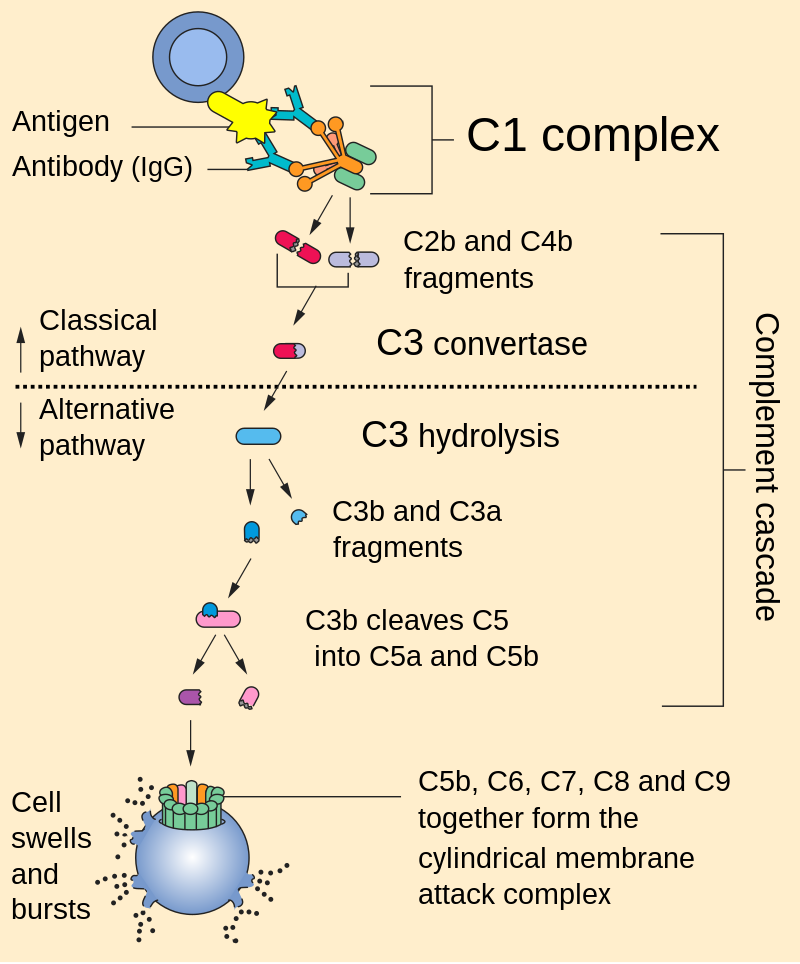 Antigen
Antibody (IgG)
C1 complex
C2b and C4b
fragments
Classical
pathway
C3 convertase
Alternative
pathway
C3 hydrolysis
C3b and C3a
fragments
C3b cleaves C5
into C5a and C5b
Complement cascade
Cell
swells
and
bursts
C5b, C6, C7, C8 and C9
together form the
cylindrical membrane
attack complex